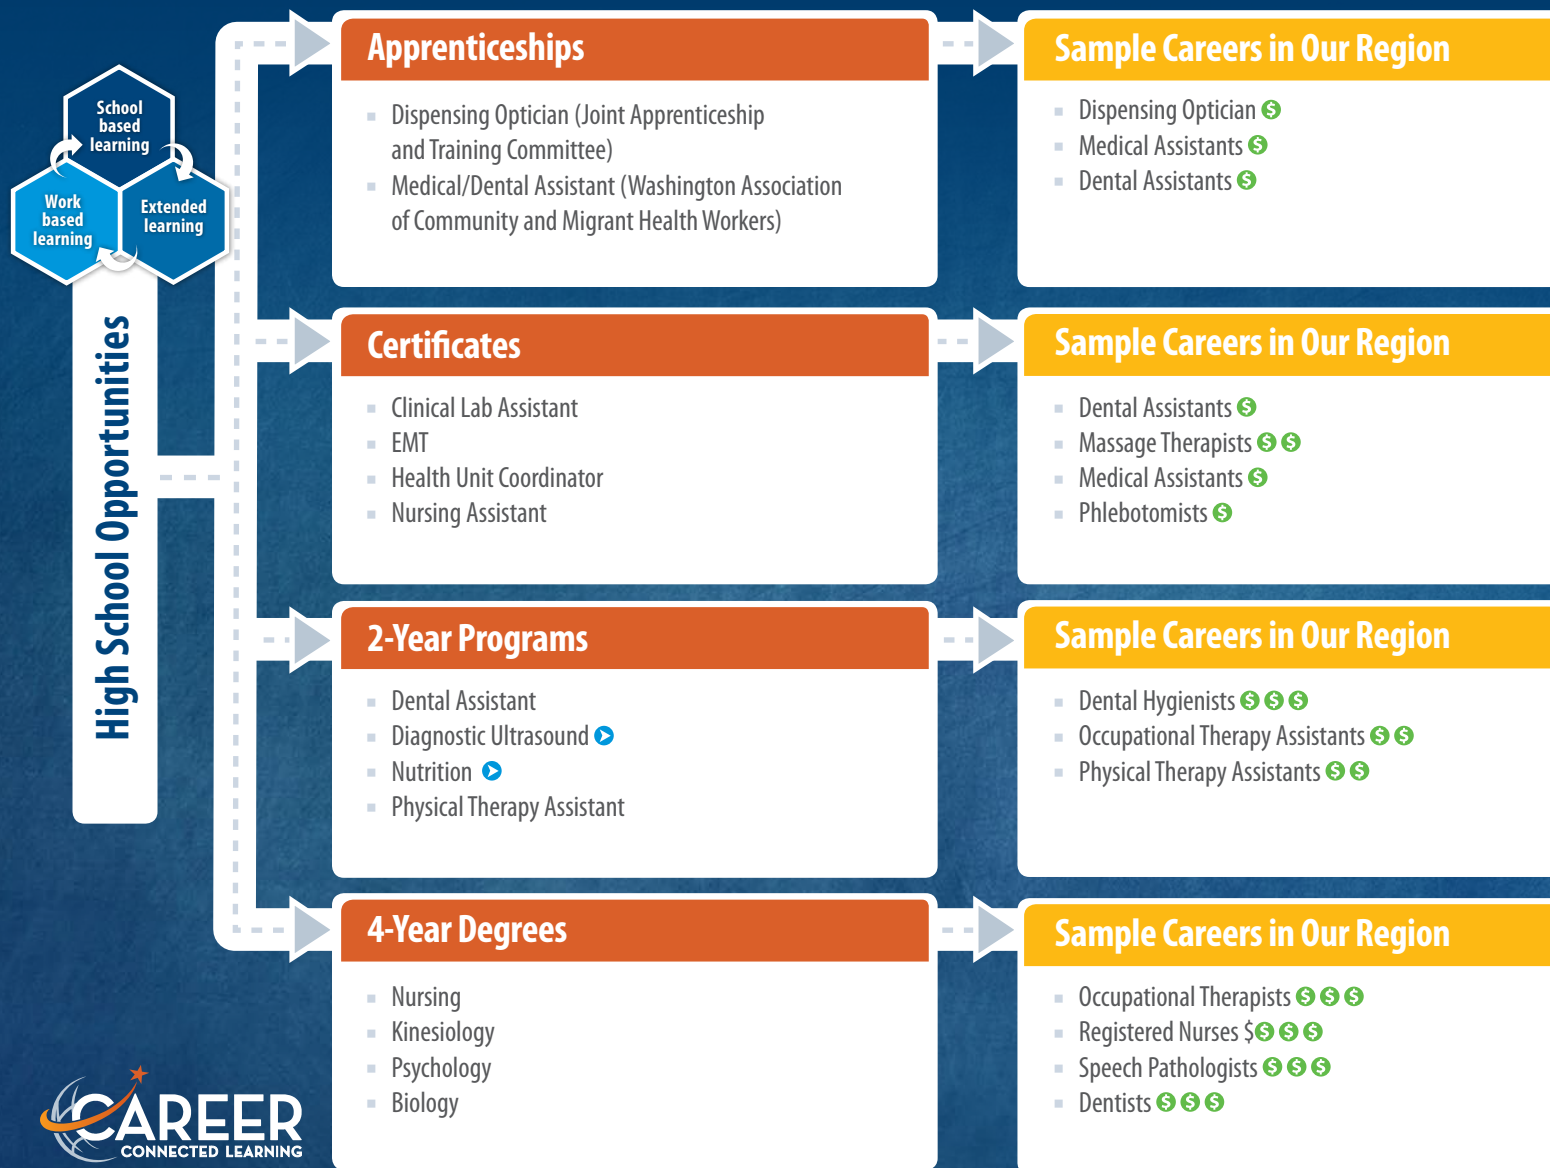 School
based
learning
Work
based
learning
Extended
learning
High School Opportunities
Apprenticeships
Dispensing Optician (Joint Apprenticeship
and Training Committee)
Medical/Dental Assistant (Washington Association
of Community and Migrant Health Workers)
Sample Careers in Our Region
Dispensing Optician $
Medical Assistants $
Dental Assistants $
Certificates
Clinical Lab Assistant
EMT
Health Unit Coordinator
Nursing Assistant
Sample Careers in Our Region
Dental Assistants $
Massage Therapists $ $
Medical Assistants $
Phlebotomists $
2-Year Programs
Dental Assistant
Diagnostic Ultrasound
Nutrition
Physical Therapy Assistant
Sample Careers in Our Region
Dental Hygienists $ $ $
Occupational Therapy Assistants $ $
Physical Therapy Assistants $ $
4-Year Degrees
Nursing
Kinesiology
Psychology
Biology
Sample Careers in Our Region
Occupational Therapists $ $ $
Registered Nurses $$ $ $
Speech Pathologists $ $ $
Dentists $ $ $
CAREER
CONNECTED LEARNING